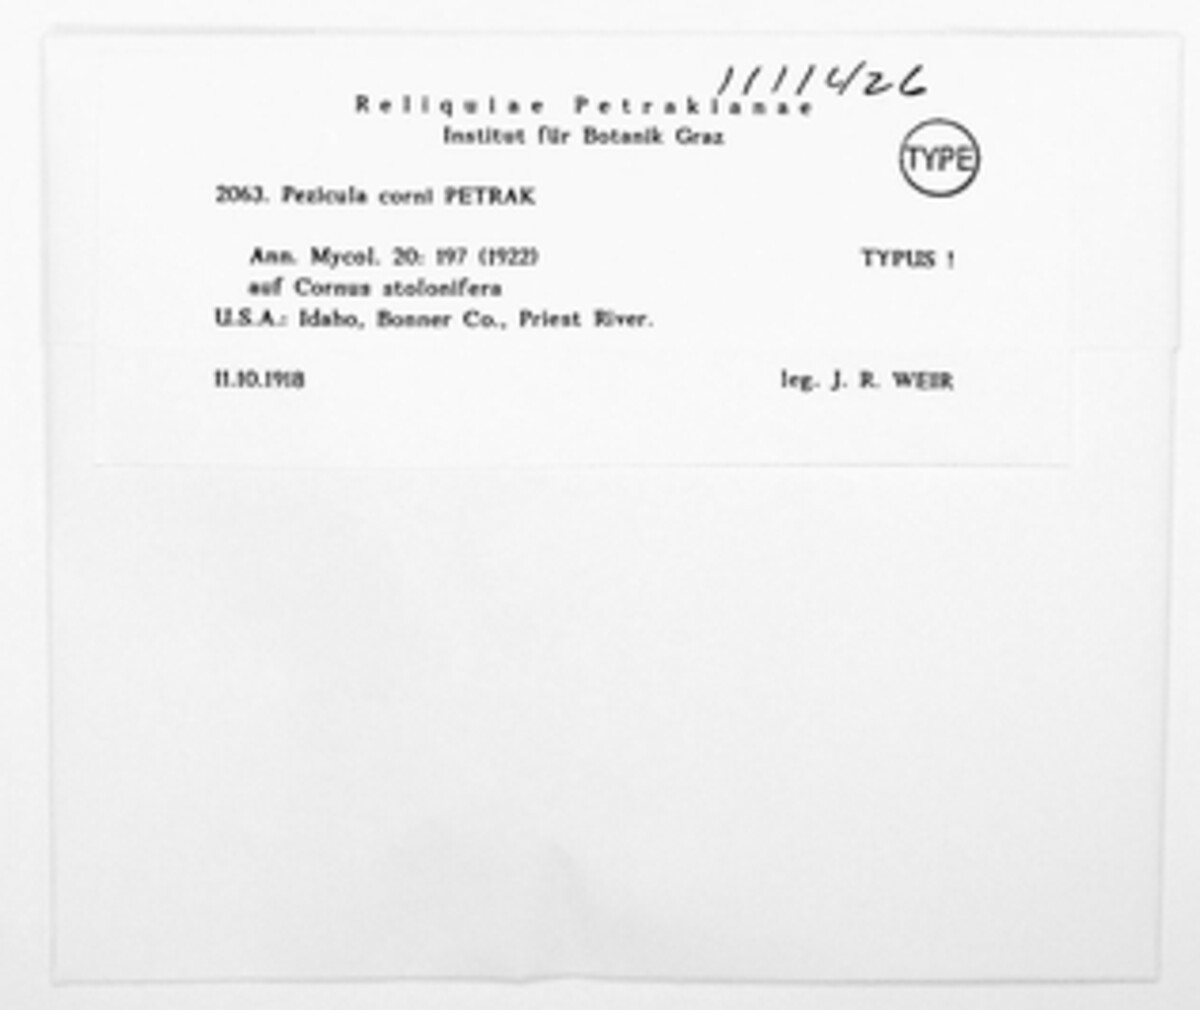 1111426
Reliquiae Petrakianae
Institut für Botanik Graz
TYPE
2063. Pezicula corni PETRAK
Ann. Mycol. 20: 197 (1922) TYPUS !
auf Cornus stolonifera
U.S.A.: Idaho, Bonner Co., Priest River.
11.10.1918 leg. J. R. WEIR